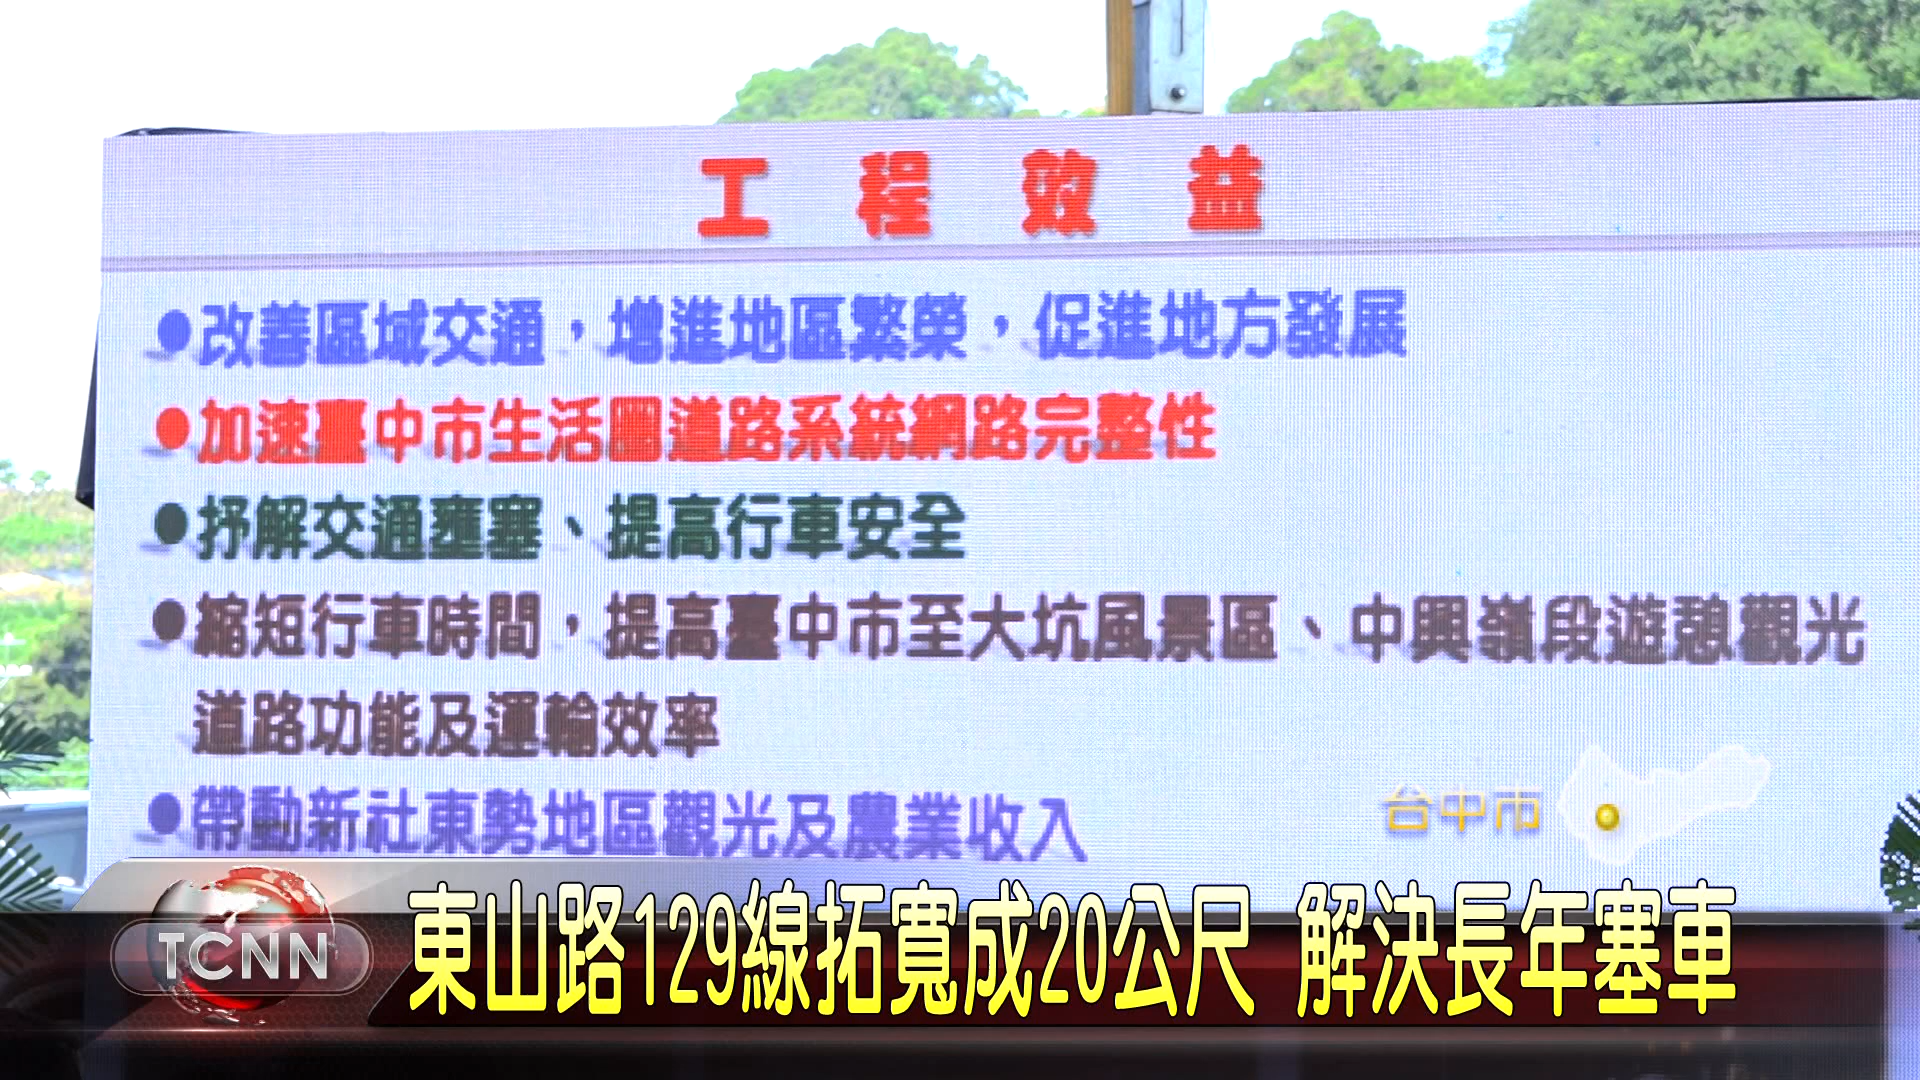 工程效益
●改善區域交通，增進地區繁榮，促進地方發展
●加速臺中市生活圈道路系統網路完整性
●抒解交通壅塞、提高行車安全
●縮短行車時間，提高臺中市至大坑風景區、中興嶺段遊憩觀光
道路功能及運輸效率
●帶動新社東勢地區觀光及農業收入
台中市
TCNN
東山路129線拓寬成20公尺 解決長年塞車